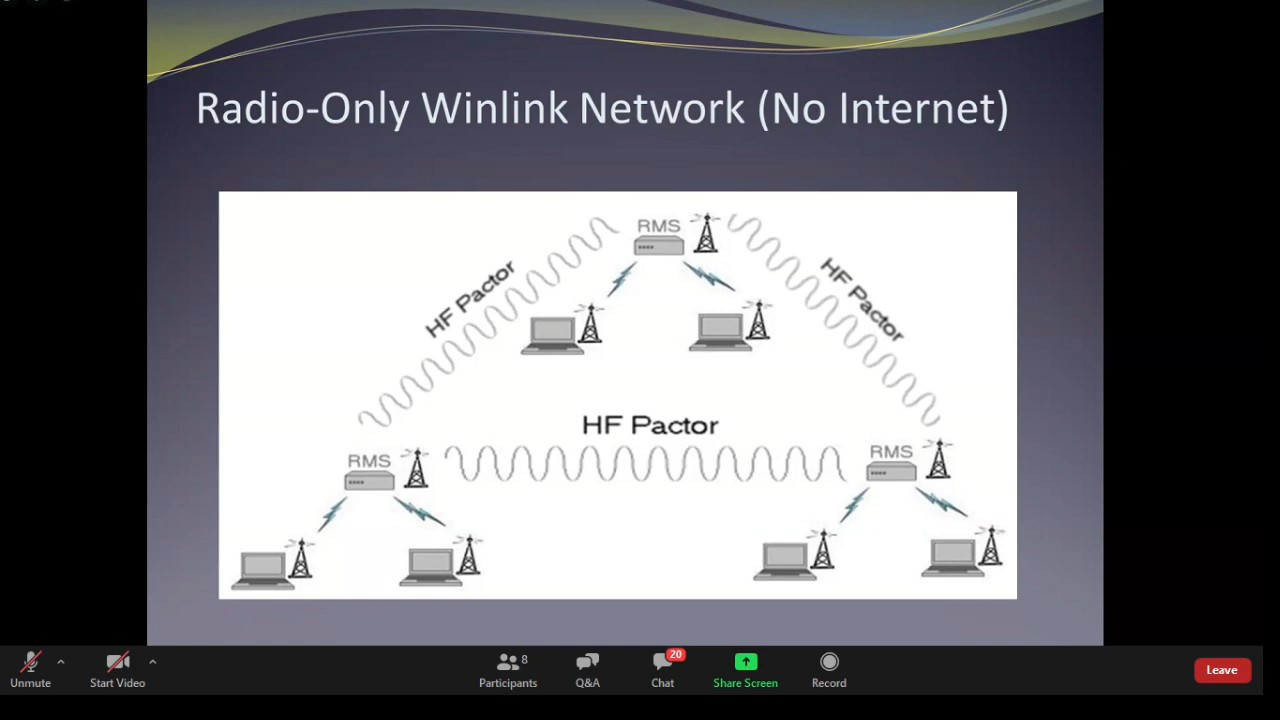 Radio-Only Winlink Network (No Internet)
RMS
HF Pactor
HF Pactor
HF Pactor
RMS
RMS
Unmute
Start Video
8
Participants
Q&A
20
Chat
Share Screen
Record
Leave